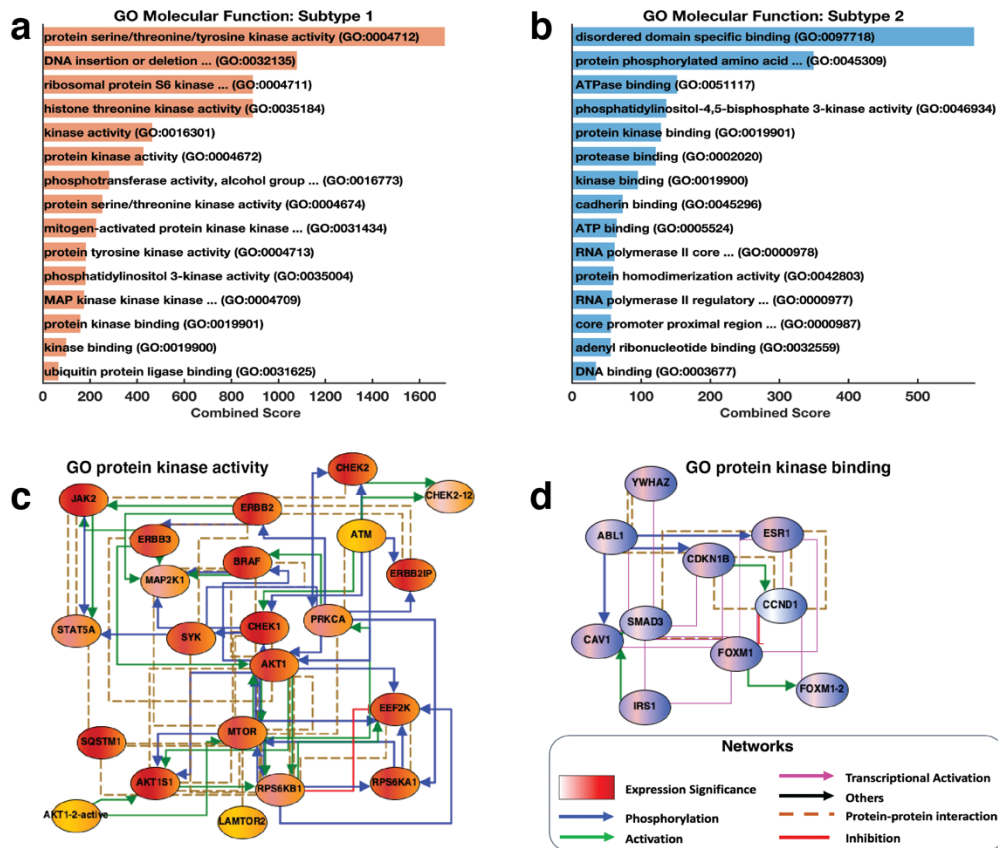 a
GO Molecular Function: Subtype 1
protein serine/threonine/tyrosine kinase activity (GO:0004712)
DNA insertion or deletion ... (GO:0032135)
ribosomal protein S6 kinase ... (GO:0004711)
histone threonine kinase activity (GO:0035184)
kinase activity (GO:0016301)
protein kinase activity (GO:0004672)
phosphotransferase activity, alcohol group ... (GO:0016773)
protein serine/threonine kinase activity (GO:0004674)
mitogen-activated protein kinase kinase ... (GO:0031434)
protein tyrosine kinase activity (GO:0004713)
phosphatidylinositol 3-kinase activity (GO:0035004)
MAP kinase kinase kinase ... (GO:0004709)
protein kinase binding (GO:0019901)
kinase binding (GO:0019900)
ubiquitin protein ligase binding (GO:0031625)
0 200 400 600 800 1000 1200 1400 1600
Combined Score
b
GO Molecular Function: Subtype 2
disordered domain specific binding (GO:0097718)
protein phosphorylated amino acid ... (GO:0045309)
ATPase binding (GO:0051117)
phosphatidylinositol-4,5-bisphosphate 3-kinase activity (GO:0046934)
protein kinase binding (GO:0019901)
protease binding (GO:0002020)
kinase binding (GO:0019900)
cadherin binding (GO:0045296)
ATP binding (GO:0005524)
RNA polymerase II core ... (GO:0000978)
protein homodimerization activity (GO:0042803)
RNA polymerase II regulatory ... (GO:0000977)
core promoter proximal region ... (GO:0000987)
adenyl ribonucleotide binding (GO:0032559)
DNA binding (GO:0003677)
0 100 200 300 400 500
Combined Score
c
GO protein kinase activity
CHEK2
JAK2
CHEK2-12
ERBB2
ERBB3
ATM
BRAF
ERBB2IP
MAP2K1
PRKCA
STAT5A
SYK
CHEK1
AKT1
EEF2K
MTOR
SQSTM1
AKT1S1
RPS6KB1
RPS6KA1
AKT1-2-active
LAMTOR2
d
GO protein kinase binding
YWHAZ
ABL1
ESR1
CDKN1B
CCND1
SMAD3
CAV1
FOXM1
FOXM1-2
IRS1
Networks
Expression Significance
Phosphorylation
Activation
Transcriptional Activation
Others
Protein-protein interaction
Inhibition